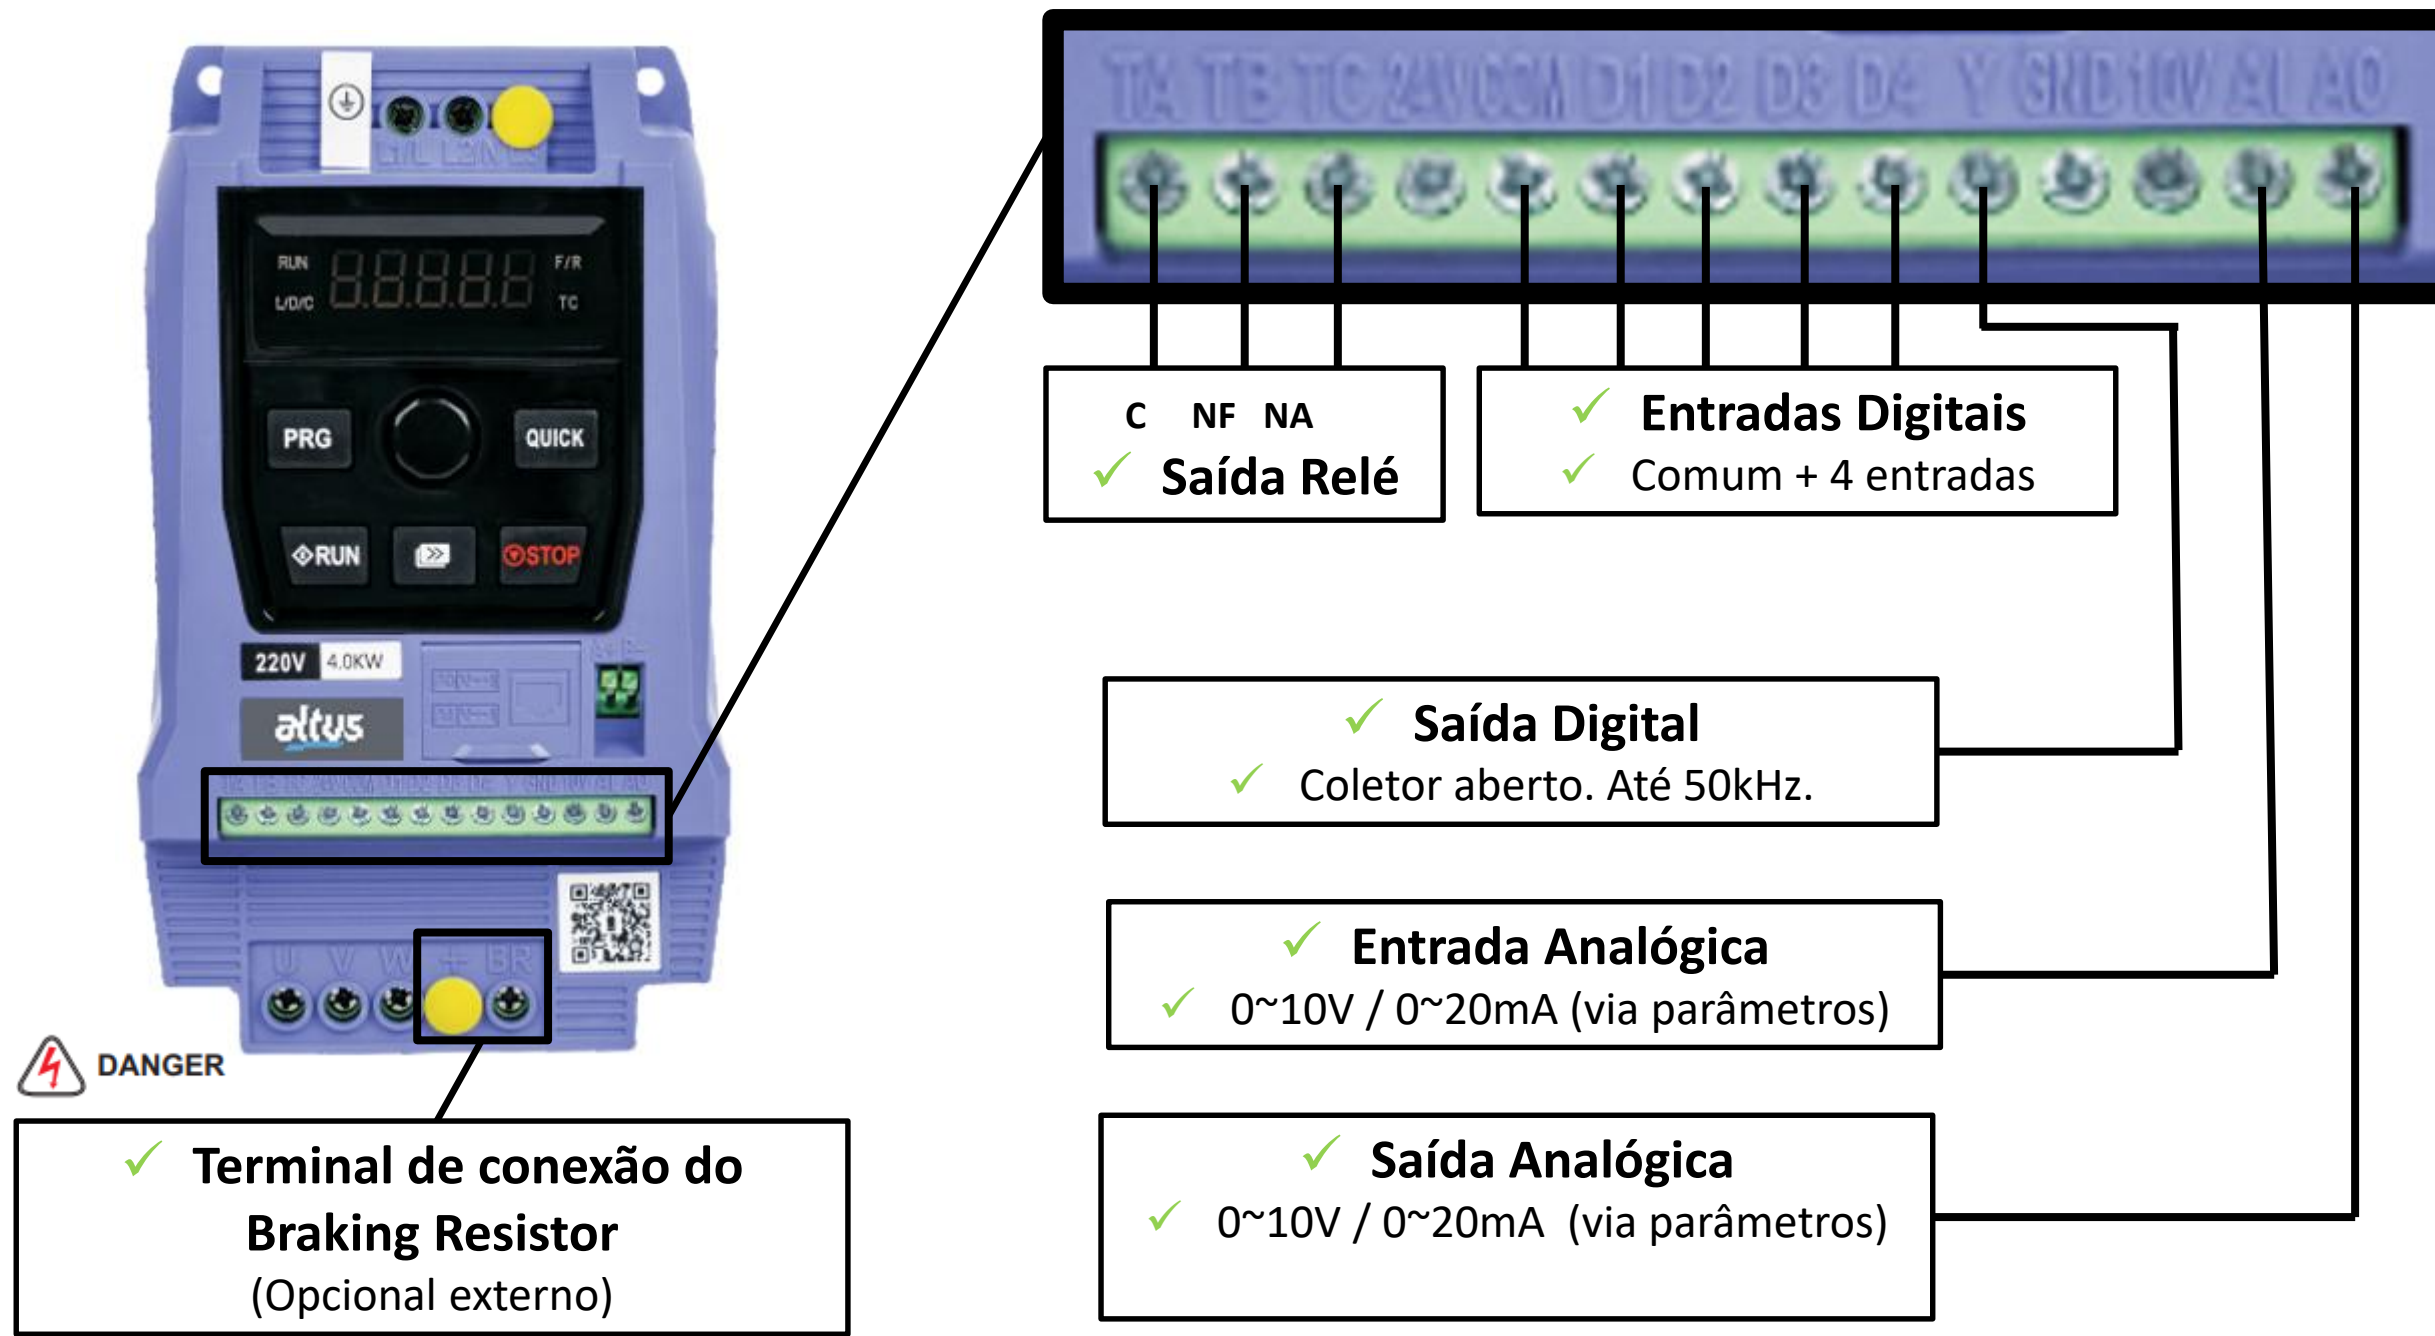 TA TB TC 24V COM D1 D2 D3 D4 Y GND 10V AI AO
L1/L L2/N
RUN
F/R
L/D/C
TC
PRG
QUICK
RUN
STOP
220V 4.0KW
altus
U V W + BR
DANGER
C NF NA
Saída Relé
Entradas Digitais
Comum + 4 entradas
Saída Digital
Coletor aberto. Até 50kHz.
Entrada Analógica
0~10V / 0~20mA (via parâmetros)
Saída Analógica
0~10V / 0~20mA (via parâmetros)
Terminal de conexão do
Braking Resistor
(Opcional externo)